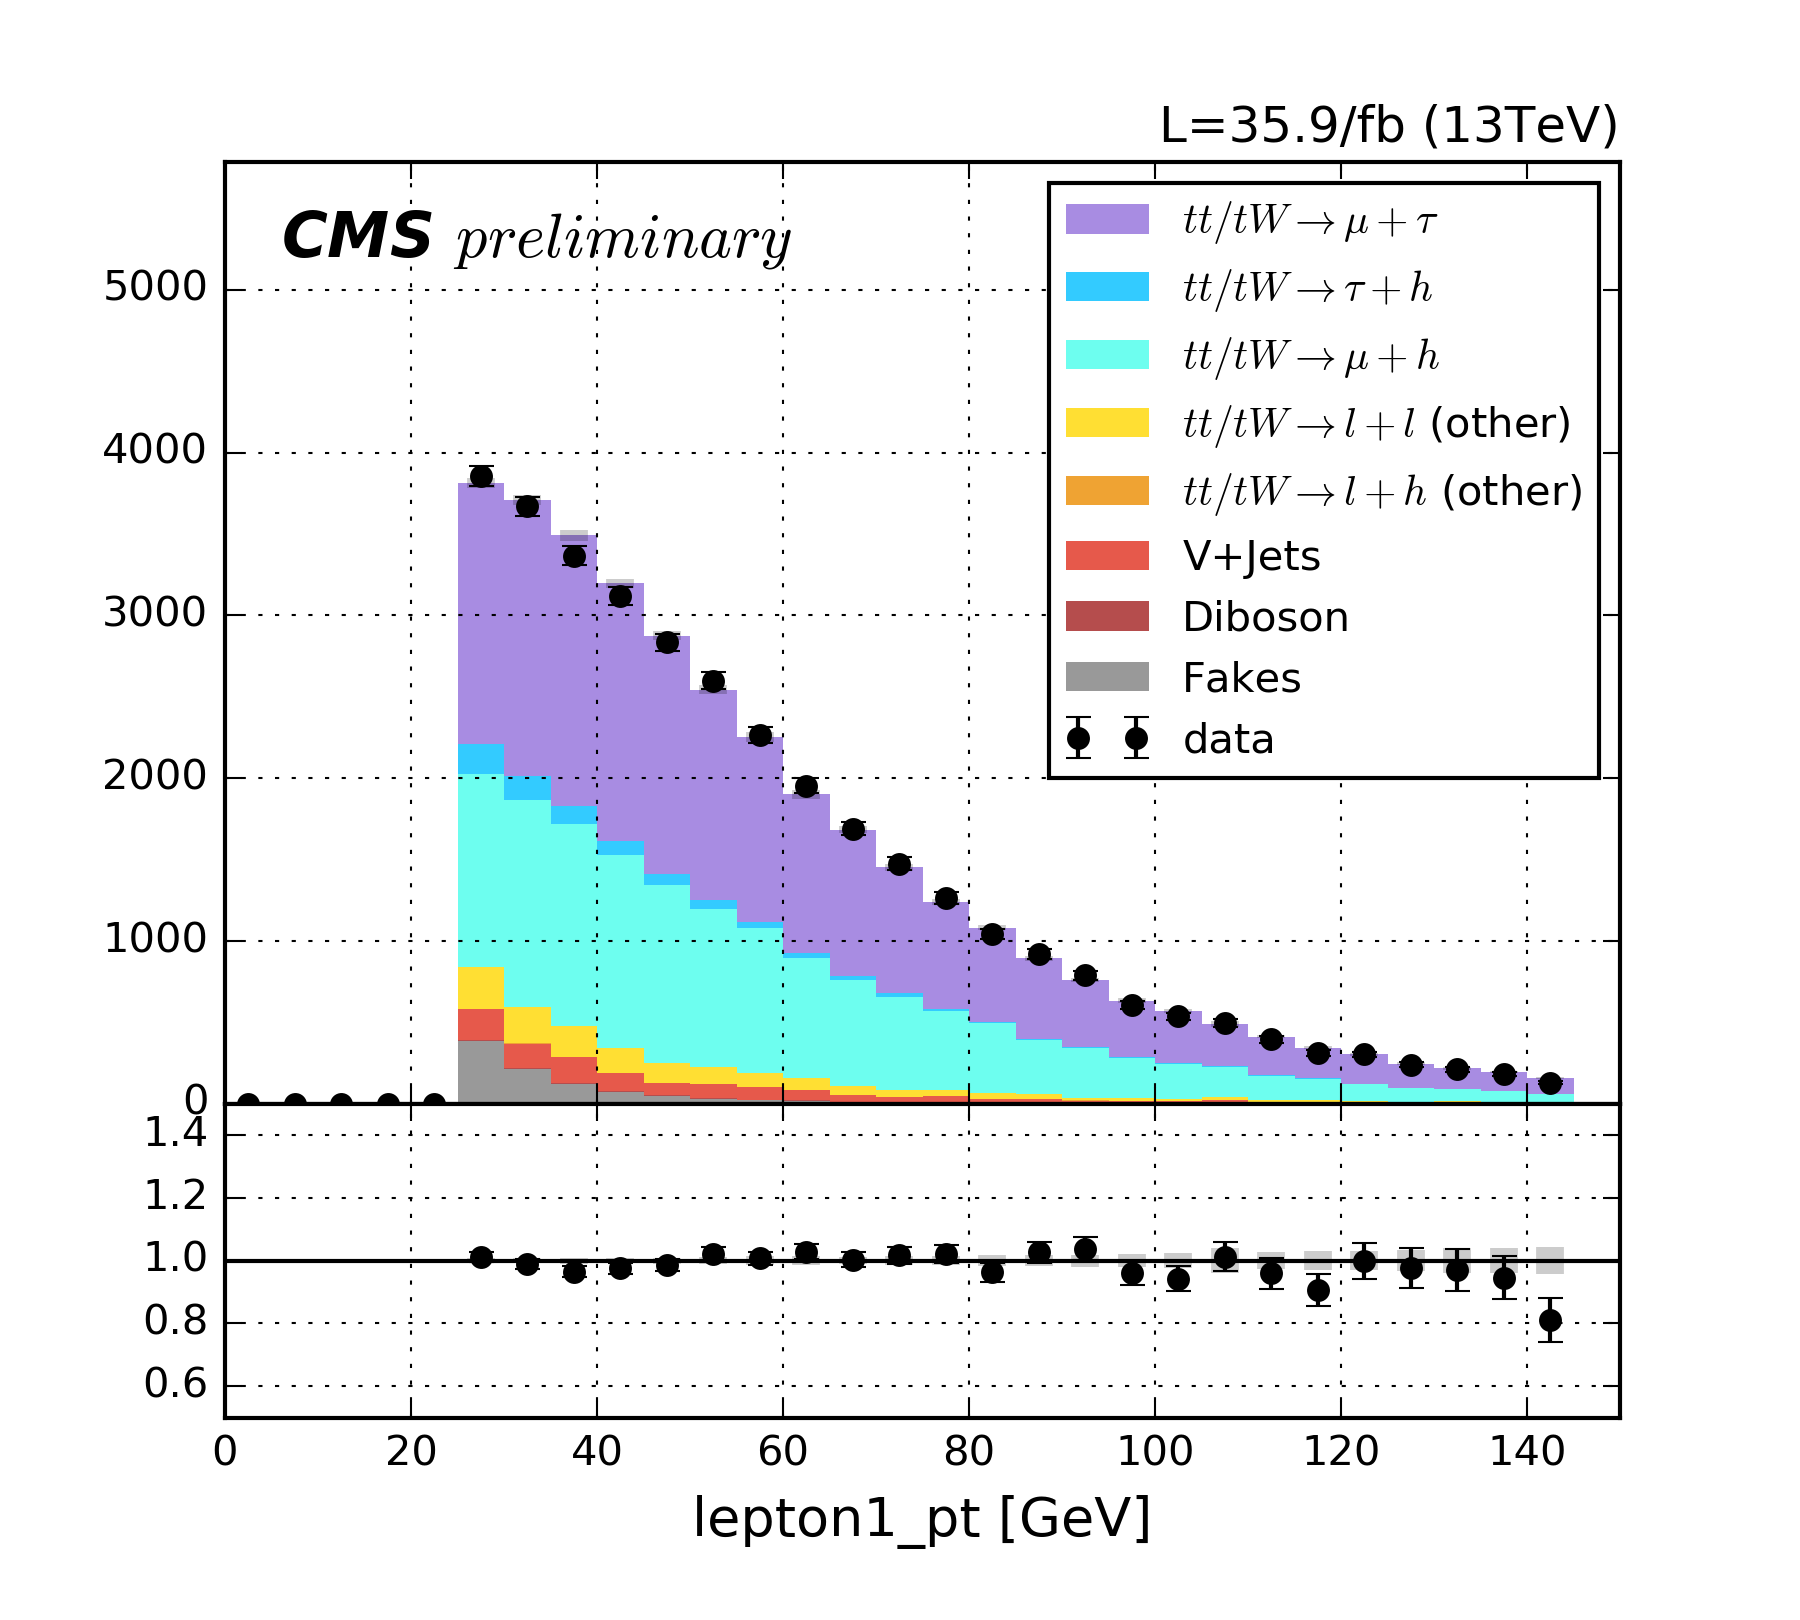 L=35.9/fb (13TeV)
CMS preliminary
tt/tW → μ + τ
tt/tW → τ + h
tt/tW → μ + h
tt/tW → l + l (other)
tt/tW → l + h (other)
V+Jets
Diboson
Fakes
data
5000
4000
3000
2000
1000
0
1.4
1.2
1.0
0.8
0.6
0 20 40 60 80 100 120 140
lepton1_pt [GeV]